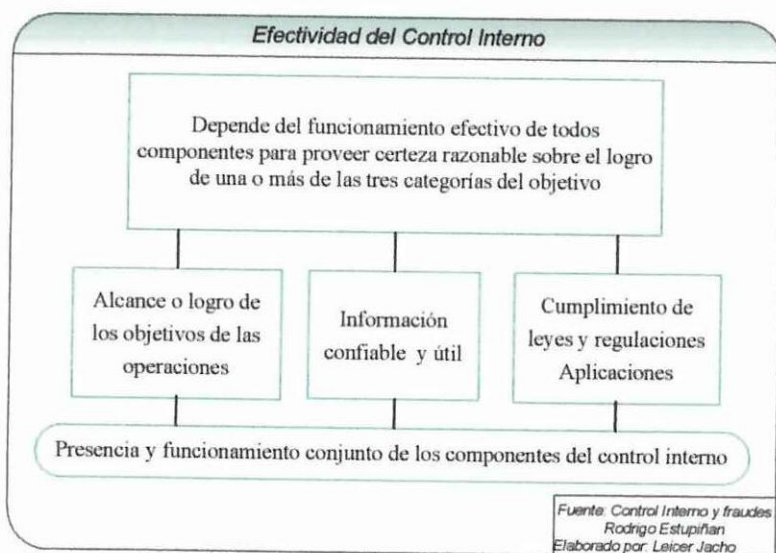 Efectividad del Control Interno
Depende del funcionamiento efectivo de todos
componentes para proveer certeza razonable sobre el logro
de una o más de las tres categorías del objetivo
Alcance o logro de
los objetivos de las
operaciones
Información
confiable y útil
Cumplimiento de
leyes y regulaciones
Aplicaciones
Presencia y funcionamiento conjunto de los componentes del control interno
Fuente: Control Interno y fraudes
Rodrigo Estupiñan
Elaborado por: Leicer Jacho